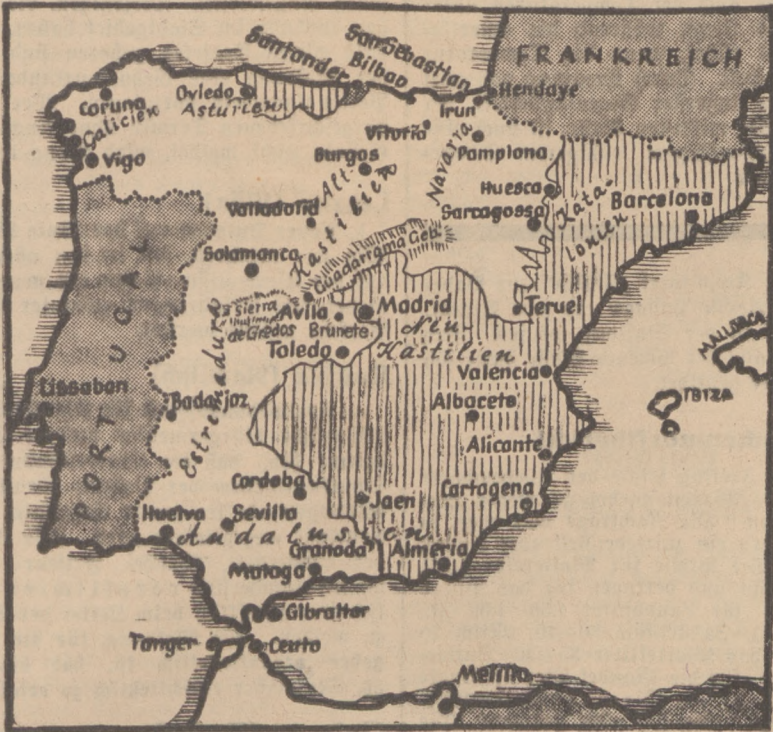 FRANKREICH
Santander
San Sebastian
Bilbao
Hendaye
Irun
Coruna
Oviedo
Asturien
Galicien
Vigo
Vitoria
Pamplona
Navarra
Burgos
Alt-
Kastilien
Huesca
Kata-
lonien
Barcelona
Sarragossa
Valladolid
Guadarrama Geb.
Salamanca
PORTUGAL
Sierra
de Gredos
Avila
Madrid
Teruel
Brunete
Neu-
Kastilien
Toledo
MALLORCA
Valencia
IBIZA
Lissabon
Badarjoz
Estremadura
Albacete
Alicante
Cordoba
Jaen
Cartagena
Huelva
Sevilla
Andalusien
Granada
Almeria
Malaga
Gibraltar
Tanger
Ceuta
Melilla